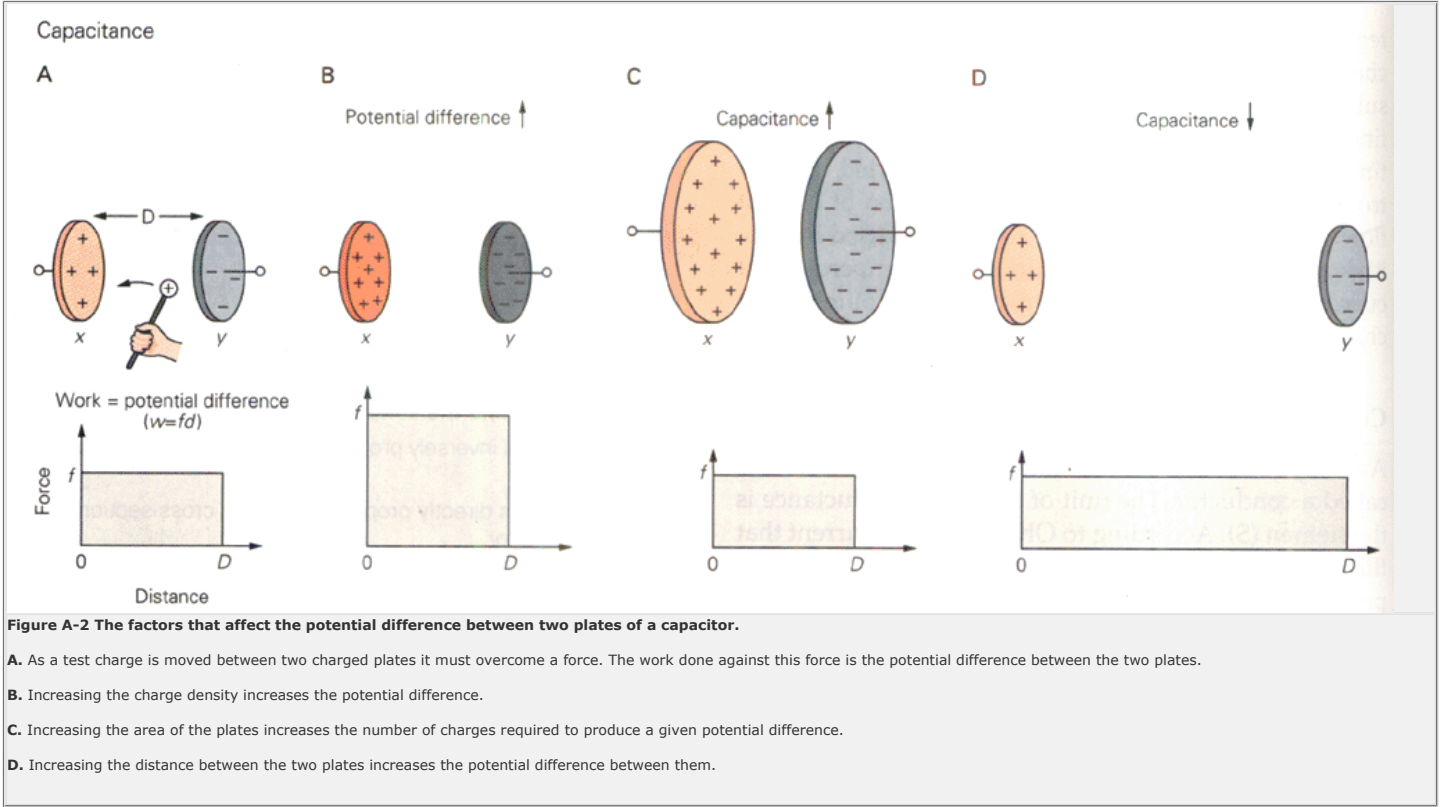 Capacitance
A
B
C
D
Potential difference ↑
Capacitance ↑
Capacitance ↓
D
x
y
x
y
x
y
x
y
Work = potential difference
(w=fd)
Force
f
0
D
Distance
f
0
D
f
0
D
f
0
D
Figure A-2 The factors that affect the potential difference between two plates of a capacitor.
A. As a test charge is moved between two charged plates it must overcome a force. The work done against this force is the potential difference between the two plates.
B. Increasing the charge density increases the potential difference.
C. Increasing the area of the plates increases the number of charges required to produce a given potential difference.
D. Increasing the distance between the two plates increases the potential difference between them.